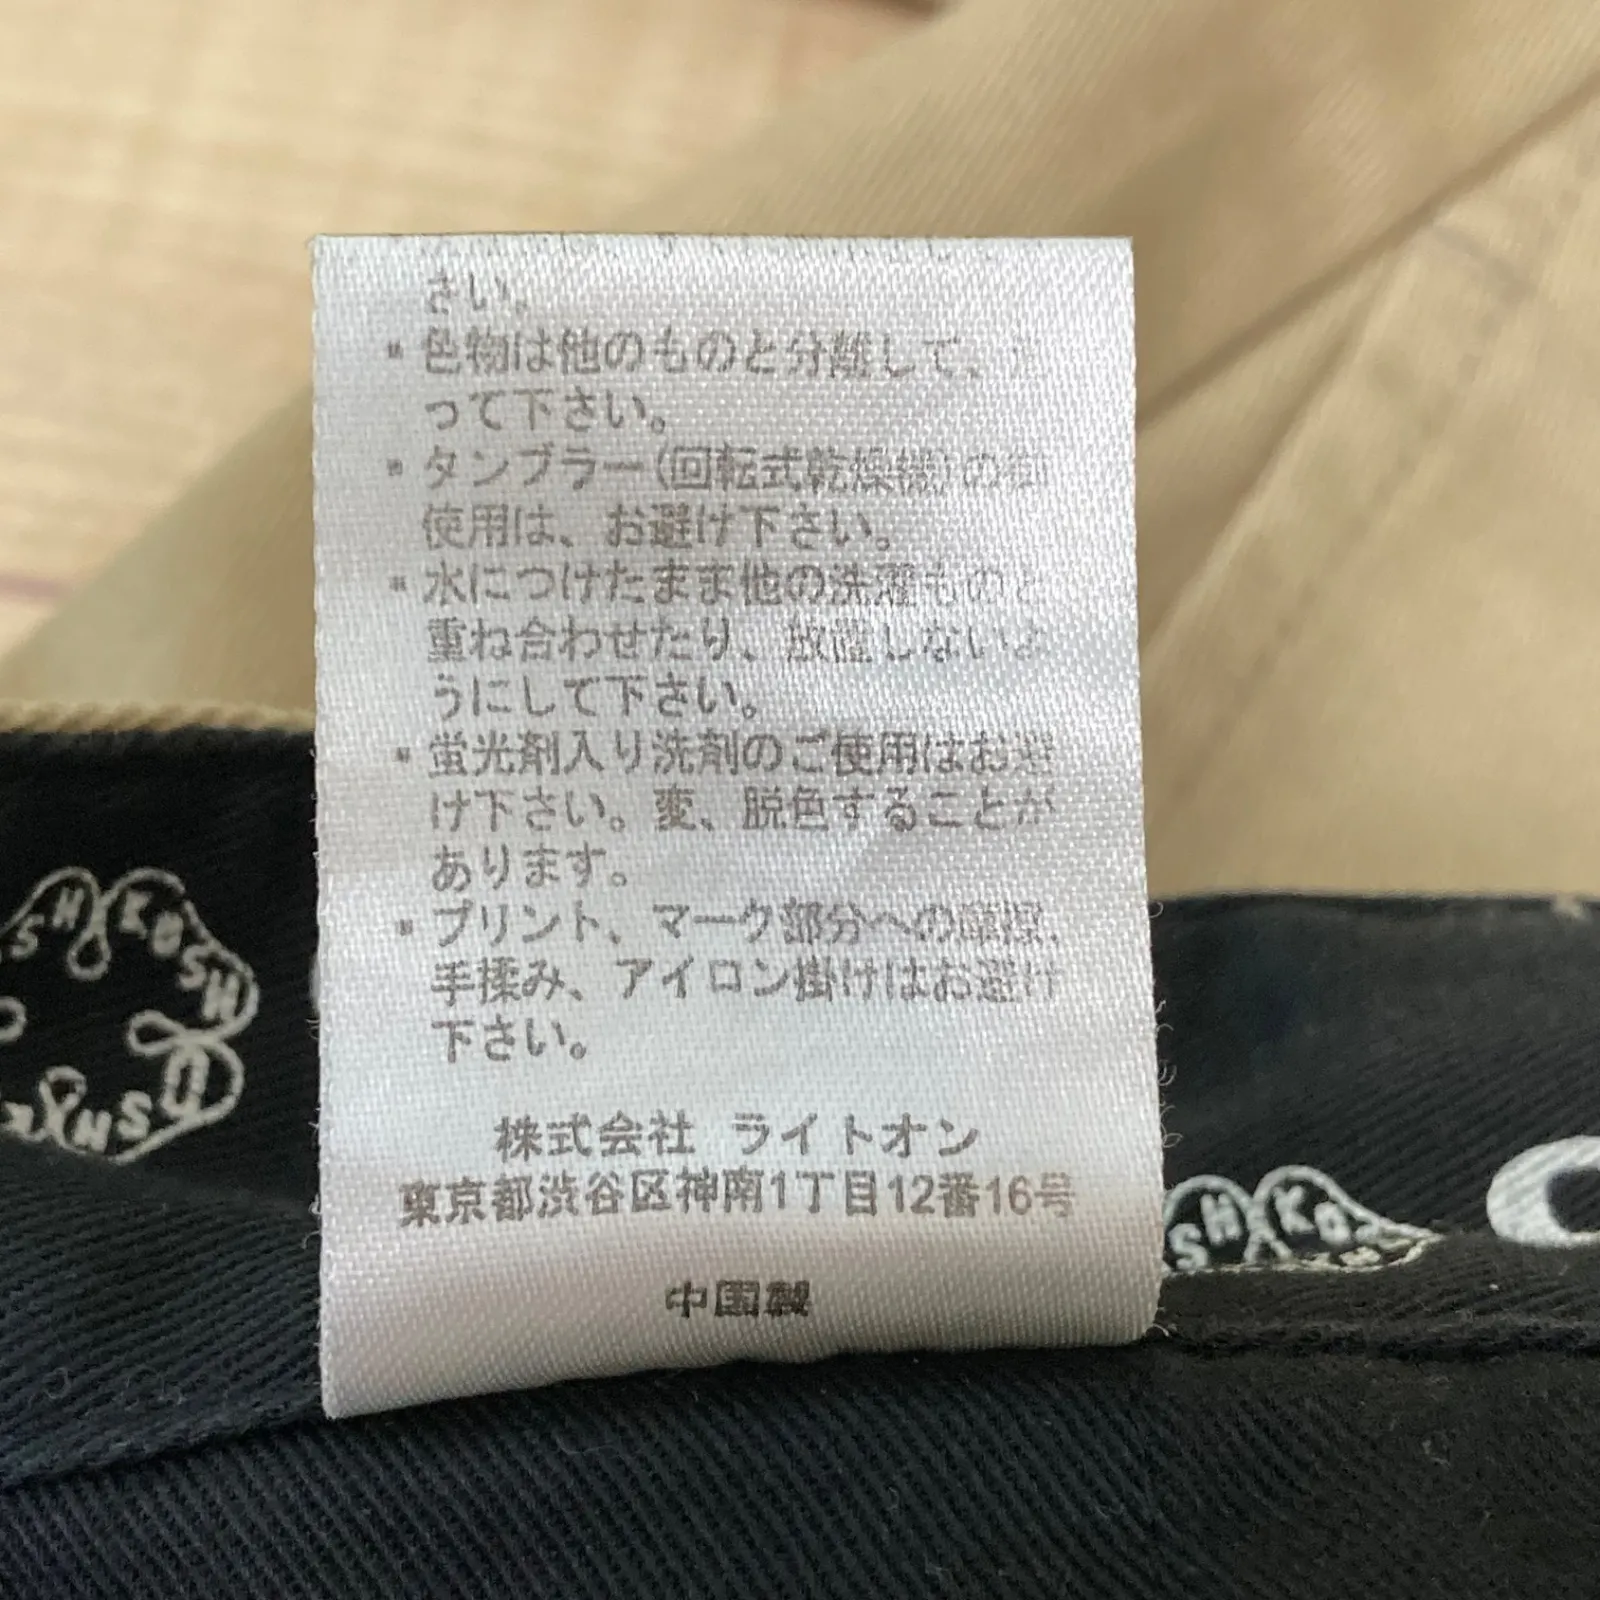 さい。
・色物は他のものと分離して、洗
って下さい。
・タンブラー(回転式乾燥機)の御
使用は、お避け下さい。
・水につけたまま他の洗濯ものと
重ね合わせたり、放置しないよ
うにして下さい。
・蛍光剤入り洗剤のご使用はお避
け下さい。変、脱色することが
あります。
・プリント、マーク部分への摩擦、
手揉み、アイロン掛けはお避け
下さい。
株式会社 ライトオン
東京都渋谷区神南1丁目12番16号
中国製
SH KOSH
SH KO